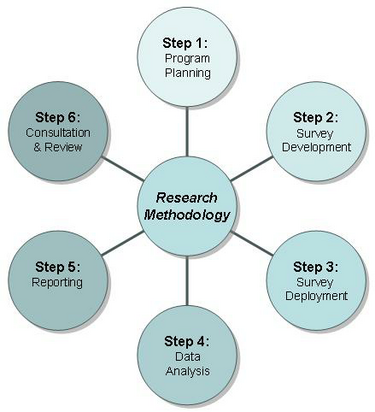 Step 1:
Program
Planning
Step 2:
Survey
Development
Step 3:
Survey
Deployment
Step 4:
Data
Analysis
Step 5:
Reporting
Step 6:
Consultation
& Review
Research
Methodology